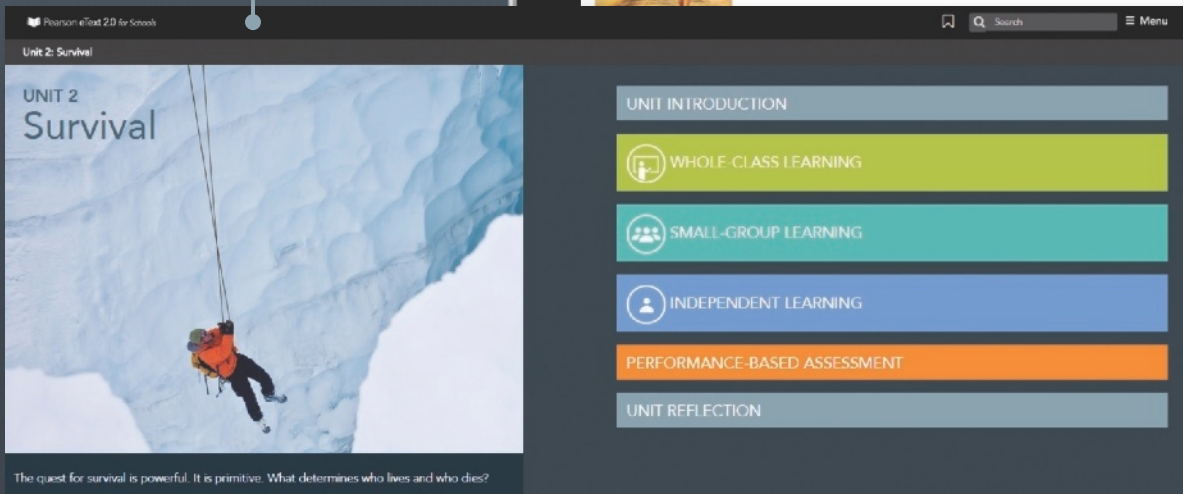 Pearson eText 2.0 for Schools
Search
Menu
Unit 2: Survival
UNIT 2
Survival
The quest for survival is powerful. It is primitive. What determines who lives and who dies?
UNIT INTRODUCTION
WHOLE-CLASS LEARNING
SMALL-GROUP LEARNING
INDEPENDENT LEARNING
PERFORMANCE-BASED ASSESSMENT
UNIT REFLECTION